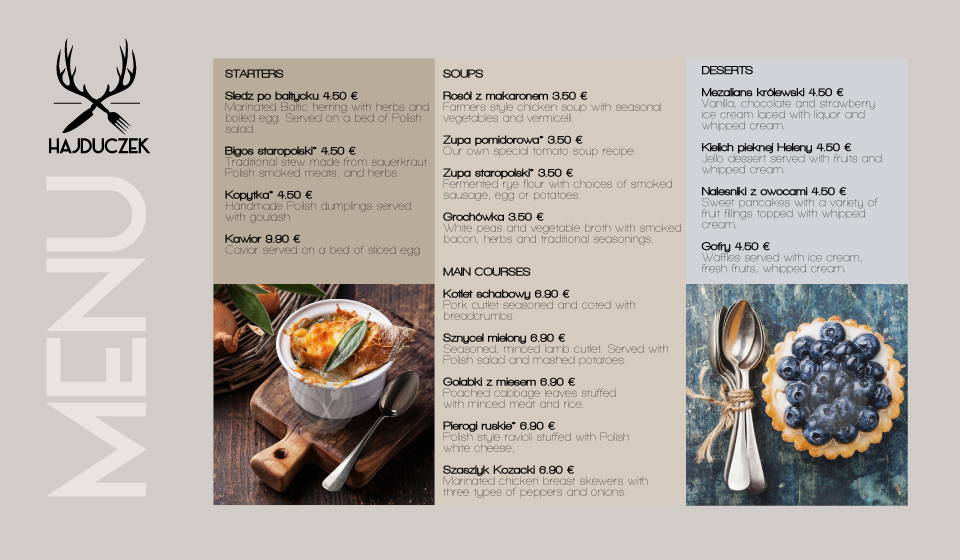 HAJDUCZEK
MENU
STARTERS
Sledz po baltycku 4.50 €
Marinated Baltic herring with herbs and
boiled egg. Served on a bed of Polish
salad.
Bigos staropolski* 4.50 €
Traditional stew made from sauerkraut
Polish smoked meats, and herbs.
Kopytka* 4.50 €
Handmade Polish dumplings served
with goulash
Kawior 9.90 €
Caviar served on a bed of sliced egg
SOUPS
Rosół z makaronem 3.50 €
Farmers style chicken soup with seasonal
vegetables and vermicelli.
Zupa pomidorowa* 3.50 €
Our own special tomato soup recipe.
Zupa staropolski* 3.50 €
Fermented rye flour with choices of smoked
sausage, egg or potatoes.
Grochówka 3.50 €
White peas and vegetable broth with smoked
bacon, herbs and traditional seasonings.
MAIN COURSES
Kotlet schabowy 6.90 €
Pork cutlet seasoned and coted with
breadcrumbs.
Sznycel mielony 6.90 €
Seasoned, minced lamb cutlet. Served with
Polish salad and mashed potatoes.
Golabki z miesem 6.90 €
Poached cabbage leaves stuffed
with minced meat and rice.
Pierogi ruskie* 6.90 €
Polish style ravioli stuffed with Polish
white cheese,
Szaszlyk Kozacki 6.90 €
Marinated chicken breast skewers with
three types of peppers and onions.
DESERTS
Mezalians królewski 4.50 €
Vanilla, chocolate and strawberry
ice cream laced with liquor and
whipped cream.
Kielich pieknej Heleny 4.50 €
Jello dessert served with fruits and
whipped cream.
Nalesniki z owocami 4.50 €
Sweet pancakes with a variety of
fruit fillings topped with whipped
cream.
Gofry 4.50 €
Waffles served with ice cream,
fresh fruits, whipped cream.